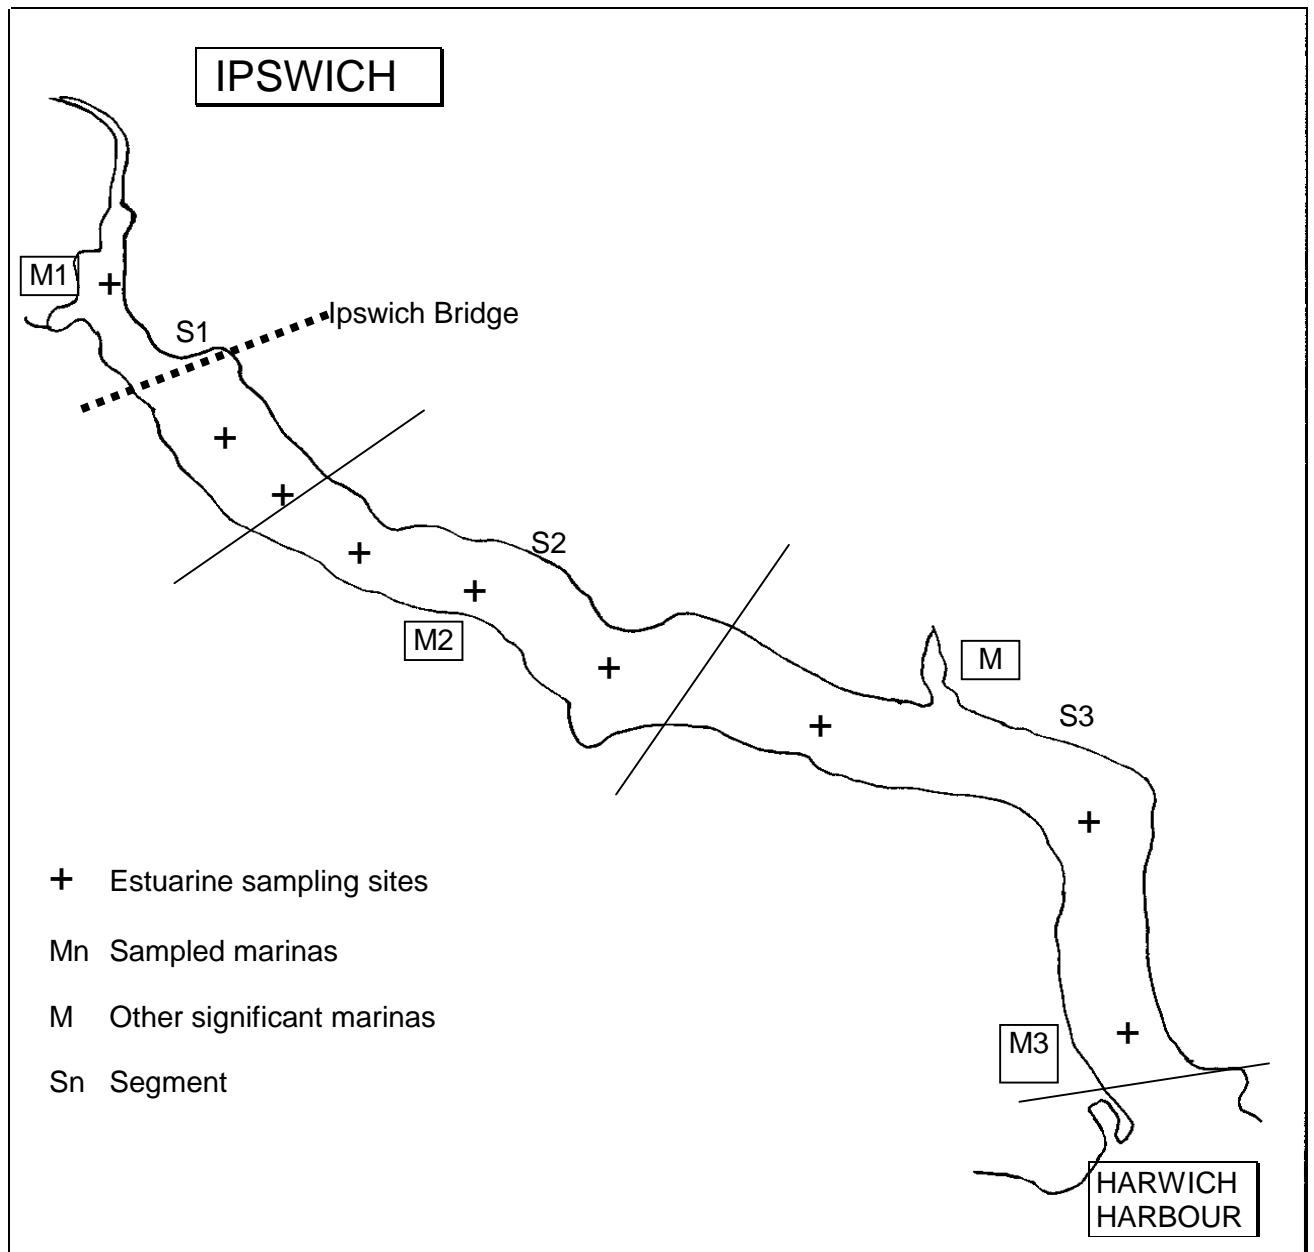 IPSWICH
M1
S1
Ipswich Bridge
S2
M2
M
S3
+ Estuarine sampling sites
Mn Sampled marinas
M Other significant marinas
Sn Segment
M3
HARWICH
HARBOUR